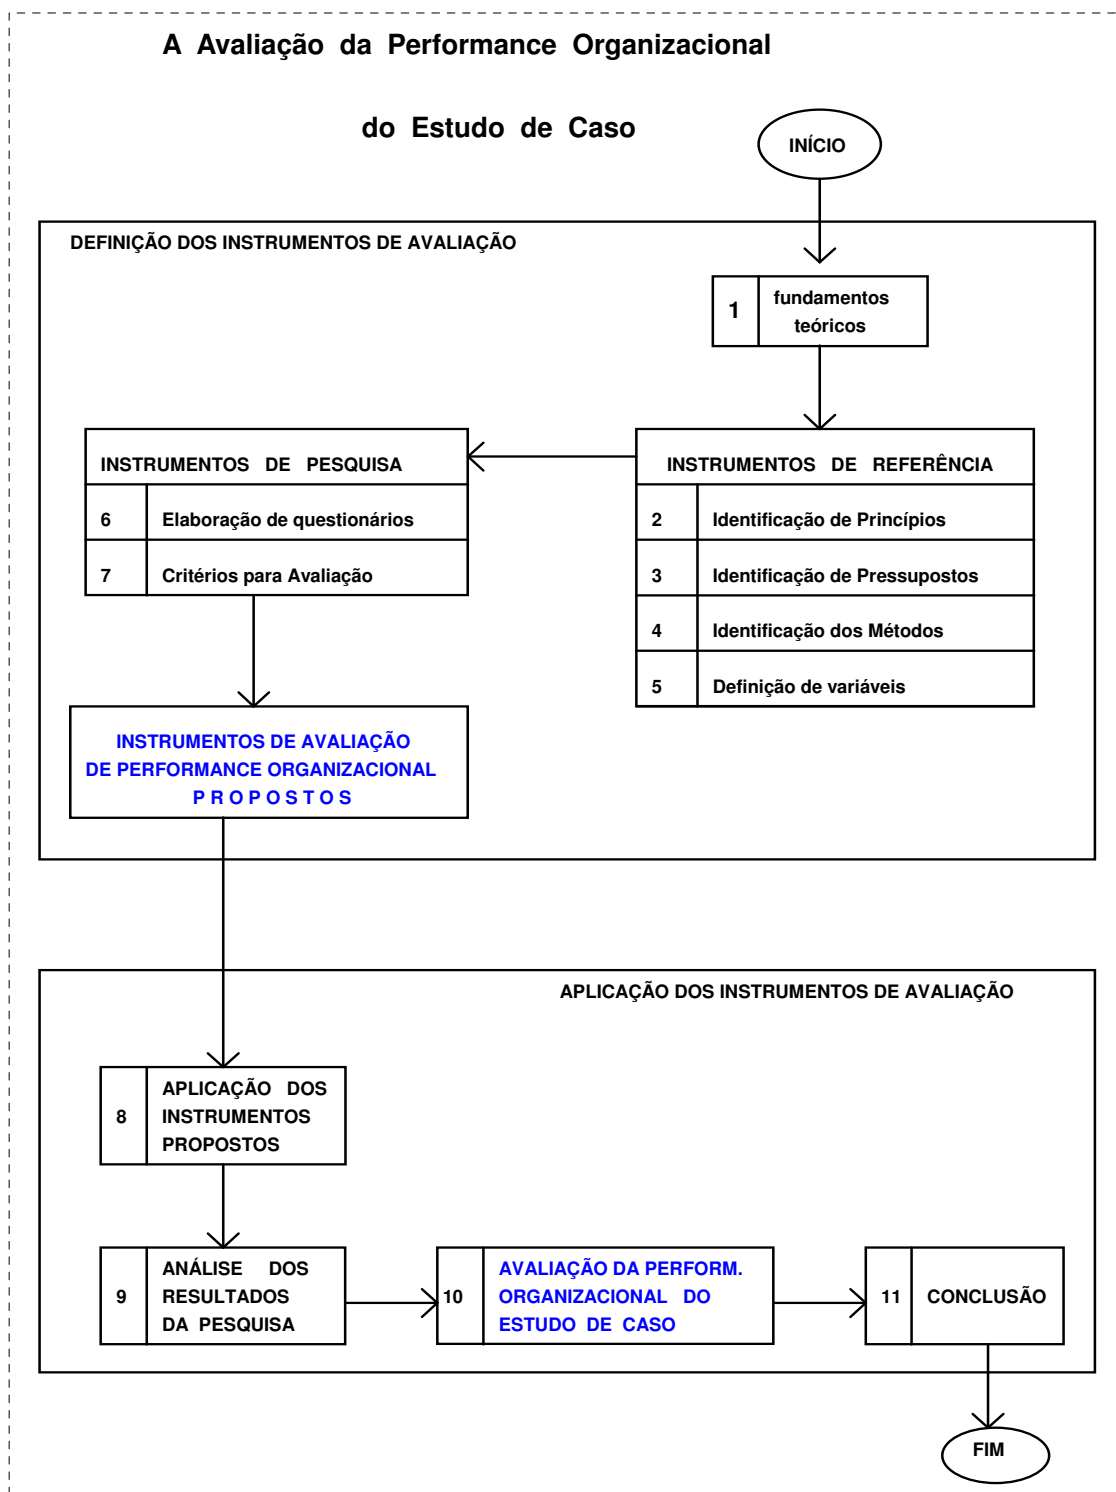 A Avaliação da Performance Organizacional
do Estudo de Caso
INÍCIO
DEFINIÇÃO DOS INSTRUMENTOS DE AVALIAÇÃO
1 fundamentos
teóricos
INSTRUMENTOS DE REFERÊNCIA
2 Identificação de Princípios
3 Identificação de Pressupostos
4 Identificação dos Métodos
5 Definição de variáveis
INSTRUMENTOS DE PESQUISA
6 Elaboração de questionários
7 Critérios para Avaliação
INSTRUMENTOS DE AVALIAÇÃO
DE PERFORMANCE ORGANIZACIONAL
P R O P O S T O S
APLICAÇÃO DOS INSTRUMENTOS DE AVALIAÇÃO
8
APLICAÇÃO DOS
INSTRUMENTOS
PROPOSTOS
9
ANÁLISE DOS
RESULTADOS
DA PESQUISA
10
AVALIAÇÃO DA PERFORM.
ORGANIZACIONAL DO
ESTUDO DE CASO
11 CONCLUSÃO
FIM